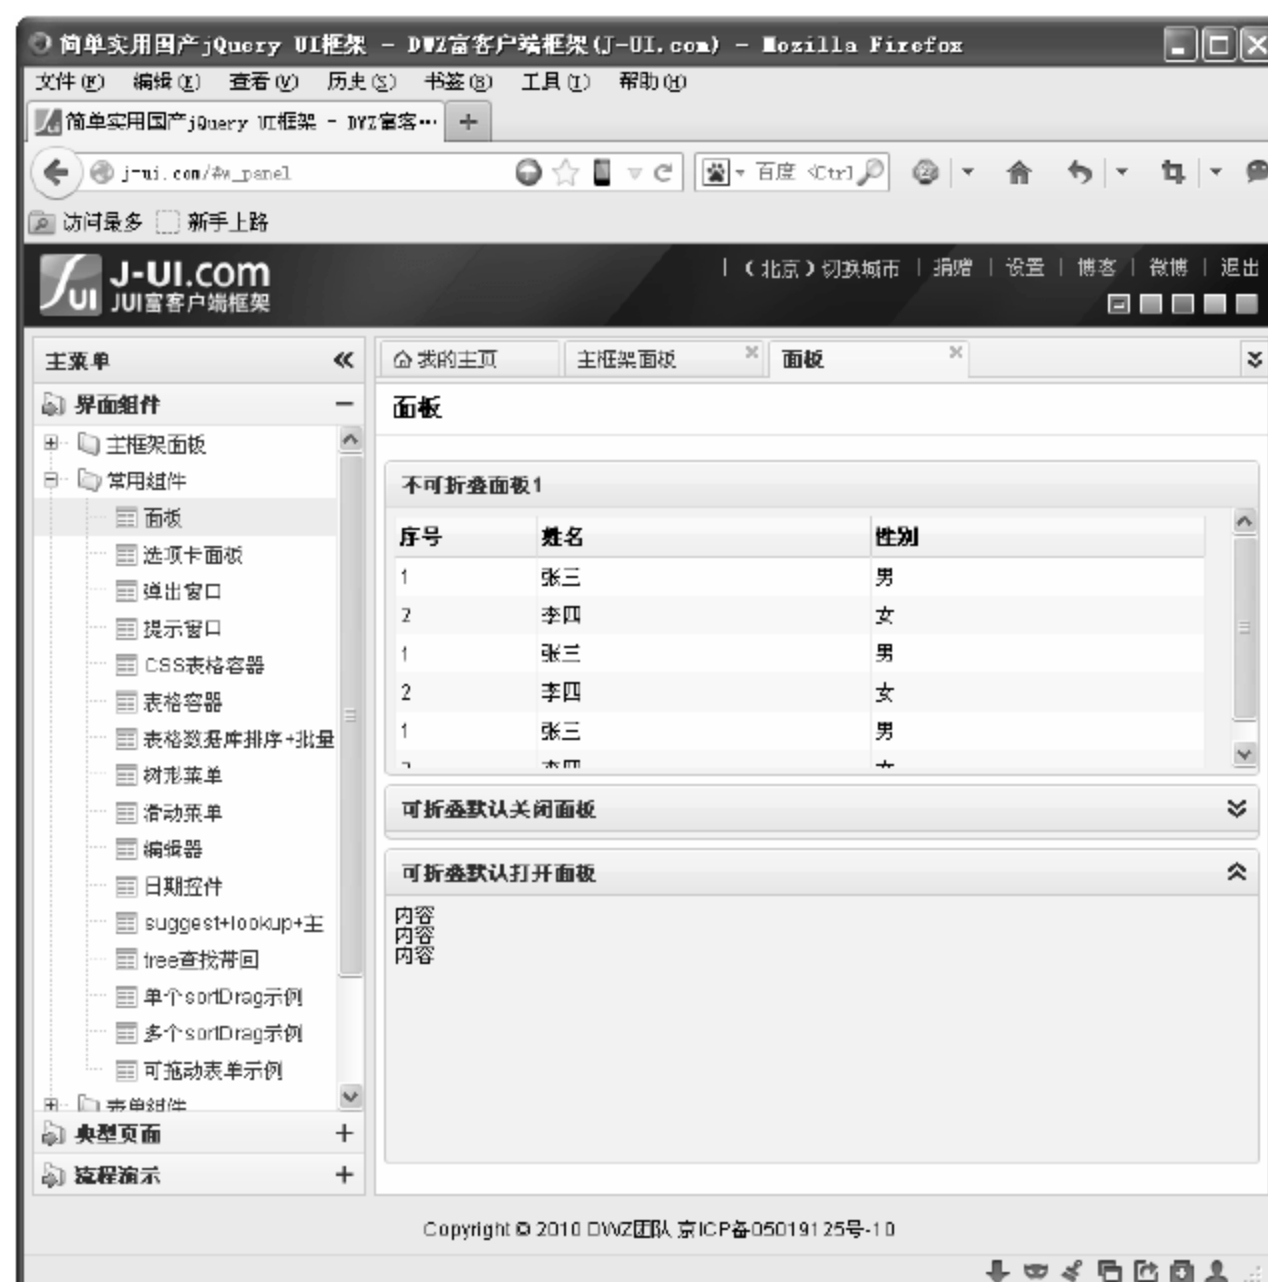 简单实用国产jQuery UI框架 - DWZ富客户端框架(J-UI.com) - Mozilla Firefox
文件(F) 编辑(E) 查看(V) 历史(S) 书签(B) 工具(T) 帮助(H)
简单实用国产jQuery UI框架 - DWZ富客…
j-ui.com/#w_panel
百度 <Ctrl
访问最多 新手上路
J-UI.com
JUI富客户端框架
(北京)切换城市 | 捐赠 | 设置 | 博客 | 微博 | 退出
主菜单
界面组件
主框架面板
常用组件
面板
选项卡面板
弹出窗口
提示窗口
CSS表格容器
表格容器
表格数据库排序+批量
树形菜单
滑动菜单
编辑器
日期控件
suggest+lookup+主
tree查找带回
单个sortDrag示例
多个sortDrag示例
可拖动表单示例
表单组件
典型页面
流程演示
我的主页 主框架面板 面板
面板
不可折叠面板1
序号 姓名 性别
1 张三 男
2 李四 女
1 张三 男
2 李四 女
1 张三 男
2 李四 女
可折叠默认关闭面板
可折叠默认打开面板
内容
内容
内容
Copyright © 2010 DWZ团队 京ICP备05019125号-10